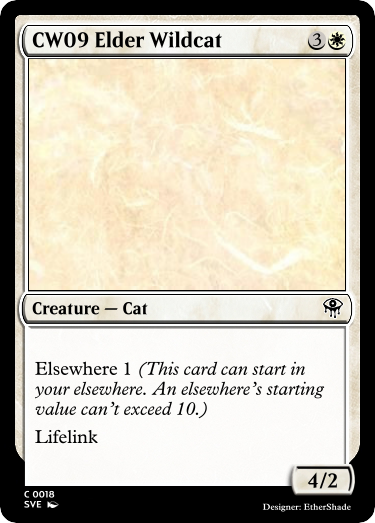 CW09 Elder Wildcat 3
Creature — Cat
Elsewhere 1 (This card can start in
your elsewhere. An elsewhere's starting
value can't exceed 10.)
Lifelink
4/2
C 0018
SVE
Designer: EtherShade